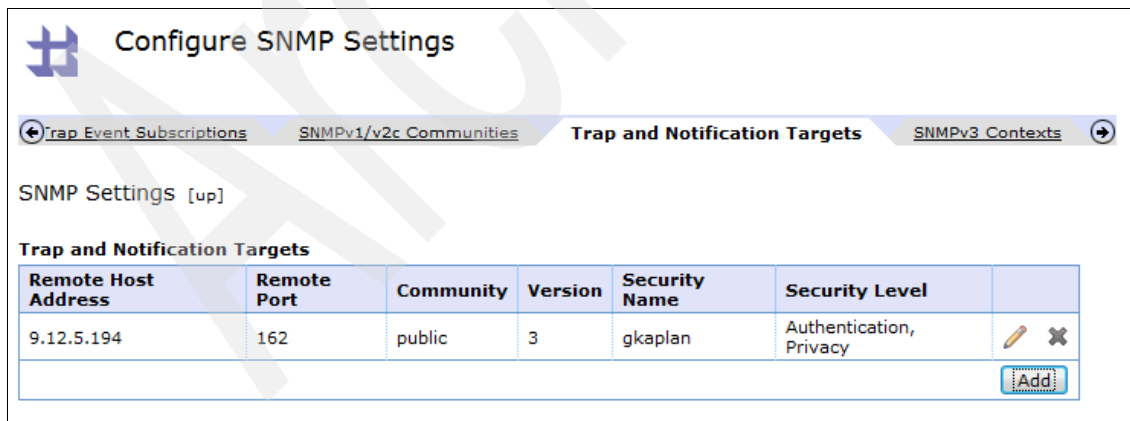 Configure SNMP Settings
Trap Event Subscriptions SNMPv1/v2c Communities Trap and Notification Targets SNMPv3 Contexts
SNMP Settings [up]
Trap and Notification Targets
Remote Host Address Remote Port Community Version Security Name Security Level
9.12.5.194 162 public 3 gkaplan Authentication, Privacy
Add